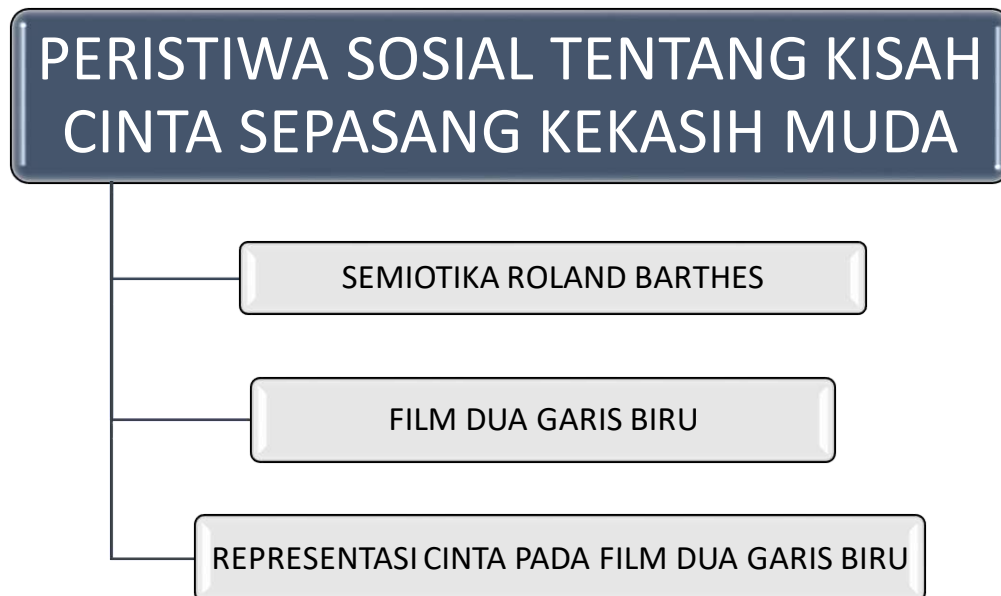 PERISTIWA SOSIAL TENTANG KISAH
CINTA SEPASANG KEKASIH MUDA
SEMIOTIKA ROLAND BARTHES
FILM DUA GARIS BIRU
REPRESENTASI CINTA PADA FILM DUA GARIS BIRU